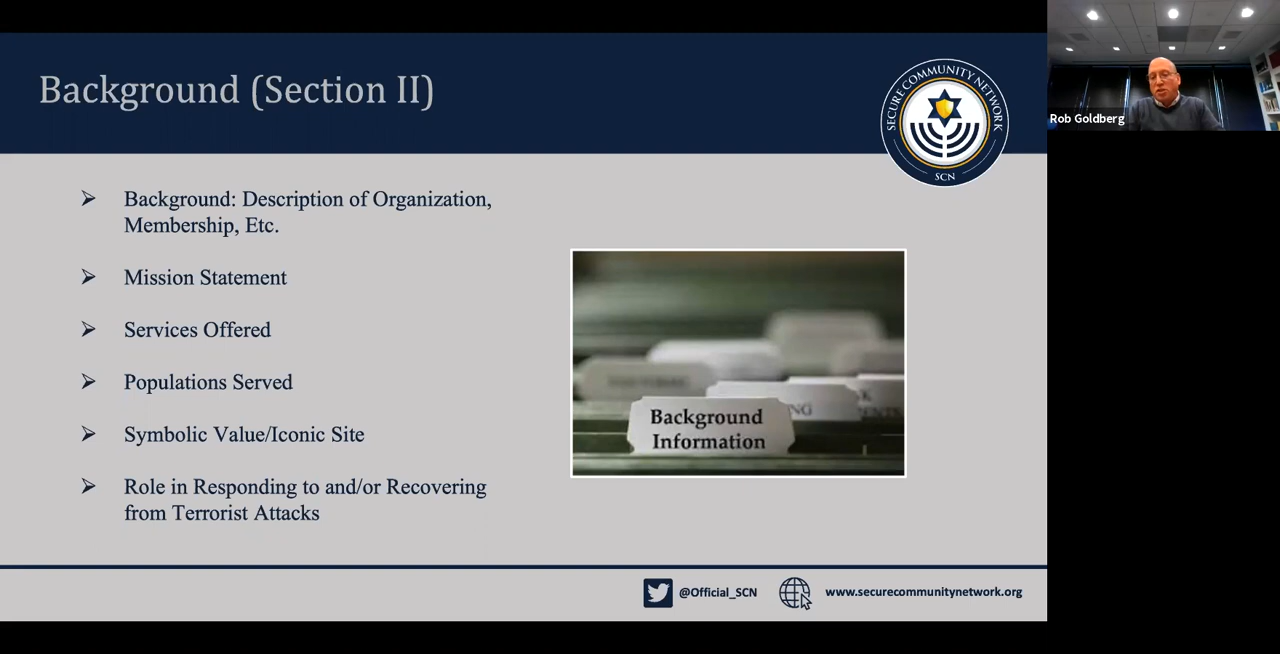 Background (Section II)
SECURE COMMUNITY NETWORK
SCN
Rob Goldberg
Background: Description of Organization,
Membership, Etc.
Mission Statement
Services Offered
Populations Served
Symbolic Value/Iconic Site
Role in Responding to and/or Recovering
from Terrorist Attacks
Background
Information
@Official_SCN
www.securecommunitynetwork.org